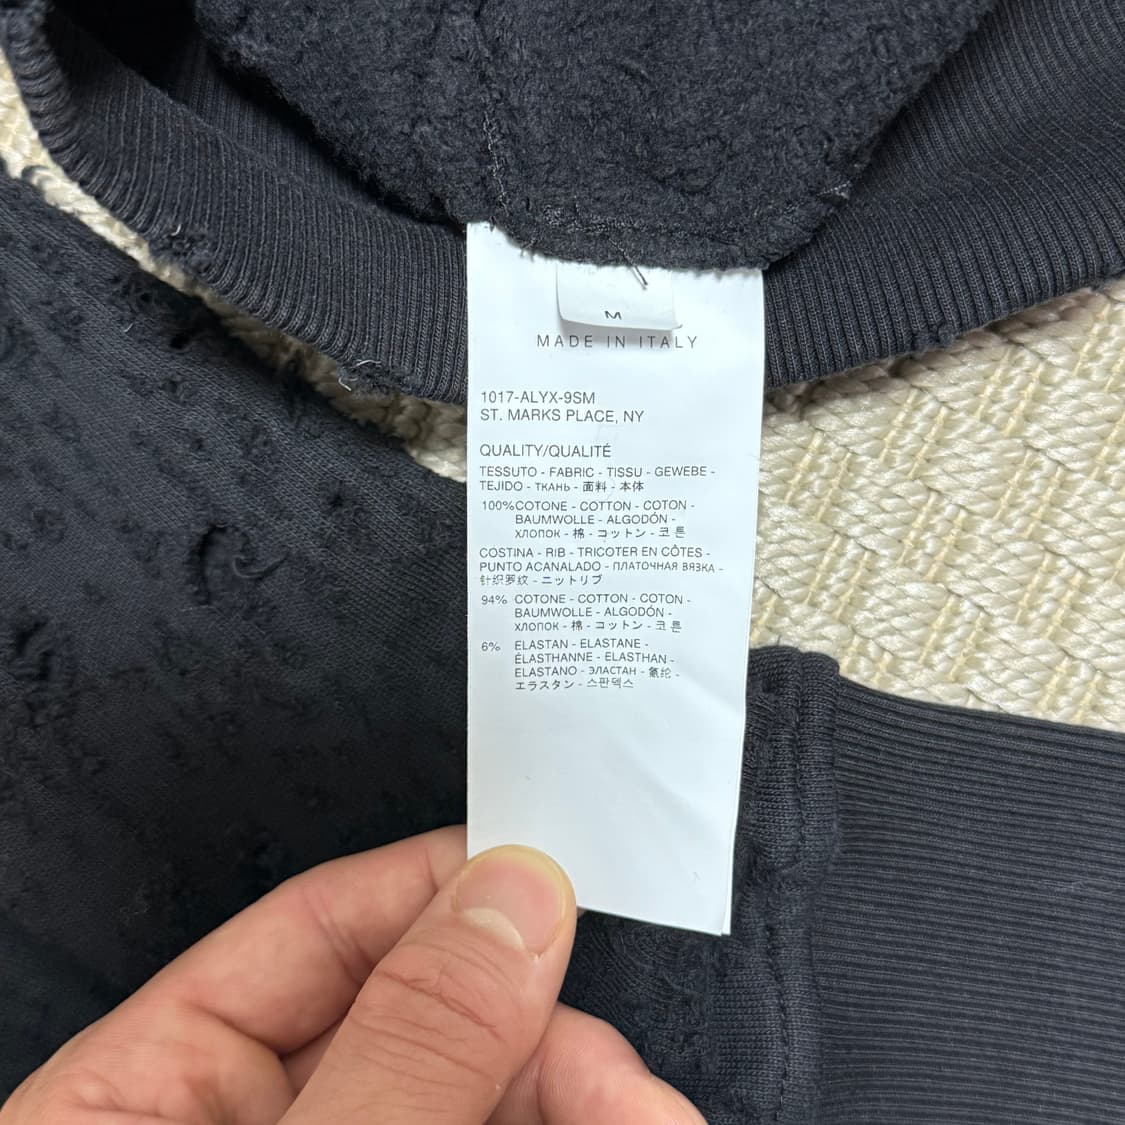 M
MADE IN ITALY
1017-ALYX-9SM
ST. MARKS PLACE, NY
QUALITY/QUALITÉ
TESSUTO - FABRIC - TISSU - GEWEBE -
TEJIDO - ТКАНЬ - 面料 - 本体
100% COTONE - COTTON - COTON -
BAUMWOLLE - ALGODÓN -
ХЛОПОК - 棉 - コットン - 코튼
COSTINA - RIB - TRICOTER EN CÔTES -
PUNTO ACANALADO - ПЛАТОЧНАЯ ВЯЗКА -
针织罗纹 - ニットリブ
94% COTONE - COTTON - COTON -
BAUMWOLLE - ALGODÓN -
ХЛОПОК - 棉 - コットン - 코튼
6% ELASTAN - ELASTANE -
ÉLASTHANNE - ELASTHAN -
ELASTANO - ЭЛАСТАН - 氨纶 -
エラスタン - 스판덱스